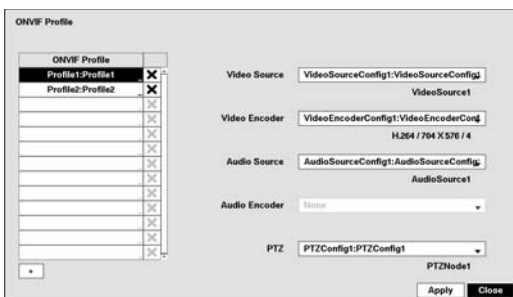 ONVIF Profile
ONVIF Profile
Profile1:Profile1
Profile2:Profile2
Video Source VideoSourceConfig1:VideoSourceConfig1
VideoSource1
Video Encoder VideoEncoderConfig1:VideoEncoderConf
H.264 / 704 X 576 / 4
Audio Source AudioSourceConfig1:AudioSourceConfig
AudioSource1
Audio Encoder None
PTZ PTZConfig1:PTZConfig1
PTZNode1
+
Apply Close